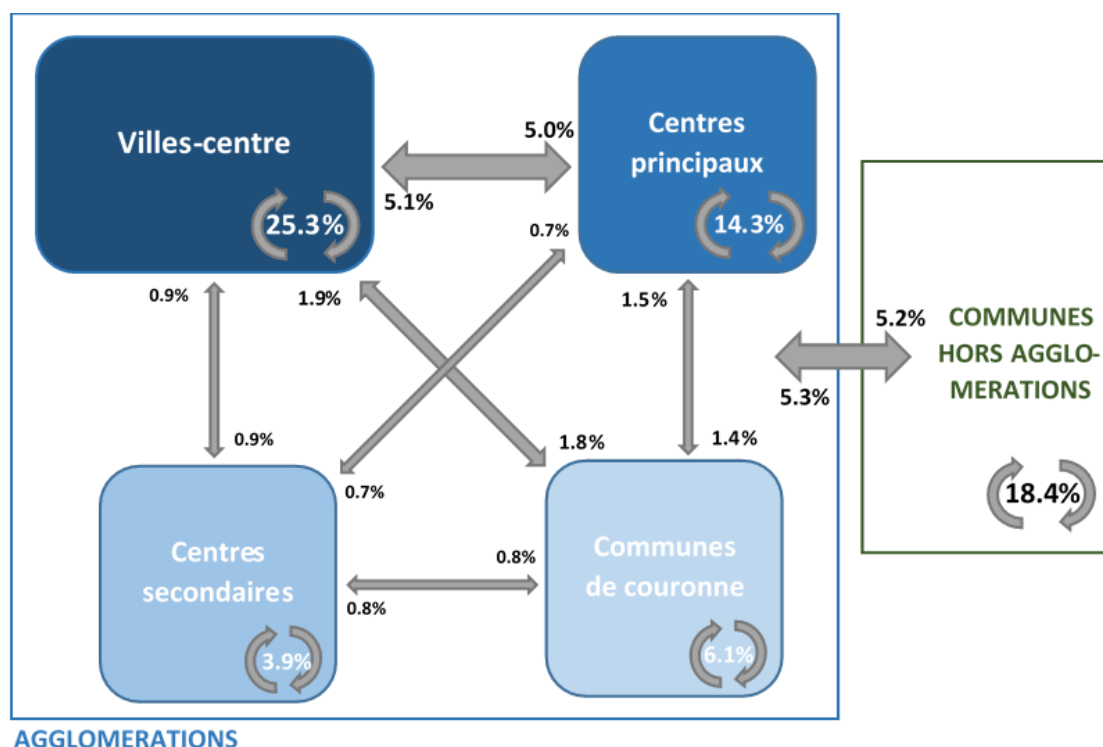 Villes-centre
25.3%
5.0%
5.1%
Centres
principaux
14.3%
0.7%
0.9%
1.9%
1.5%
5.2%
5.3%
COMMUNES
HORS AGGLO-
MERATIONS
18.4%
0.9%
1.8%
1.4%
0.7%
Centres
secondaires
3.9%
0.8%
0.8%
Communes
de couronne
6.1%
AGGLOMERATIONS